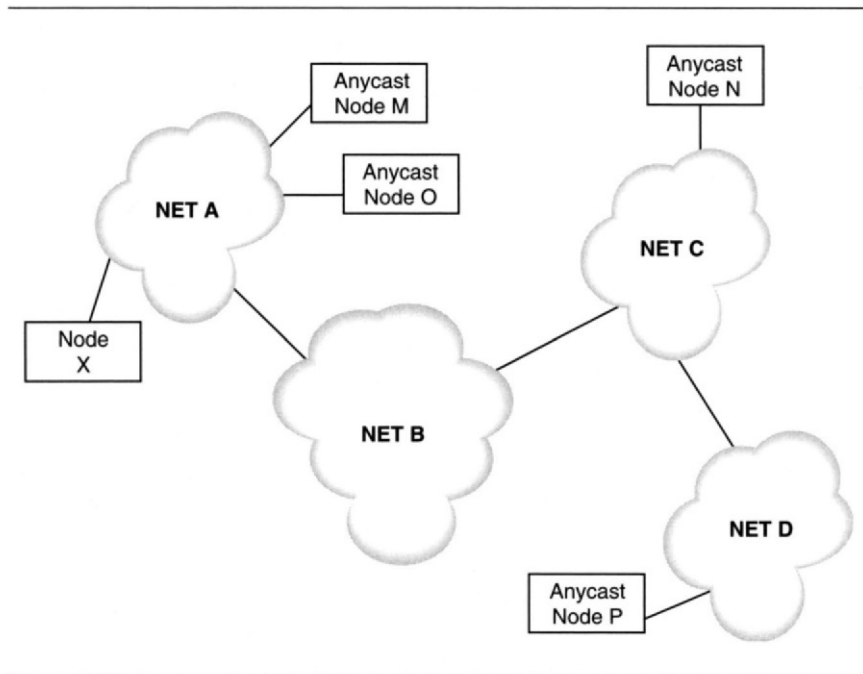 Anycast
Node M
Anycast
Node N
Anycast
Node O
NET A
NET C
Node
X
NET B
NET D
Anycast
Node P